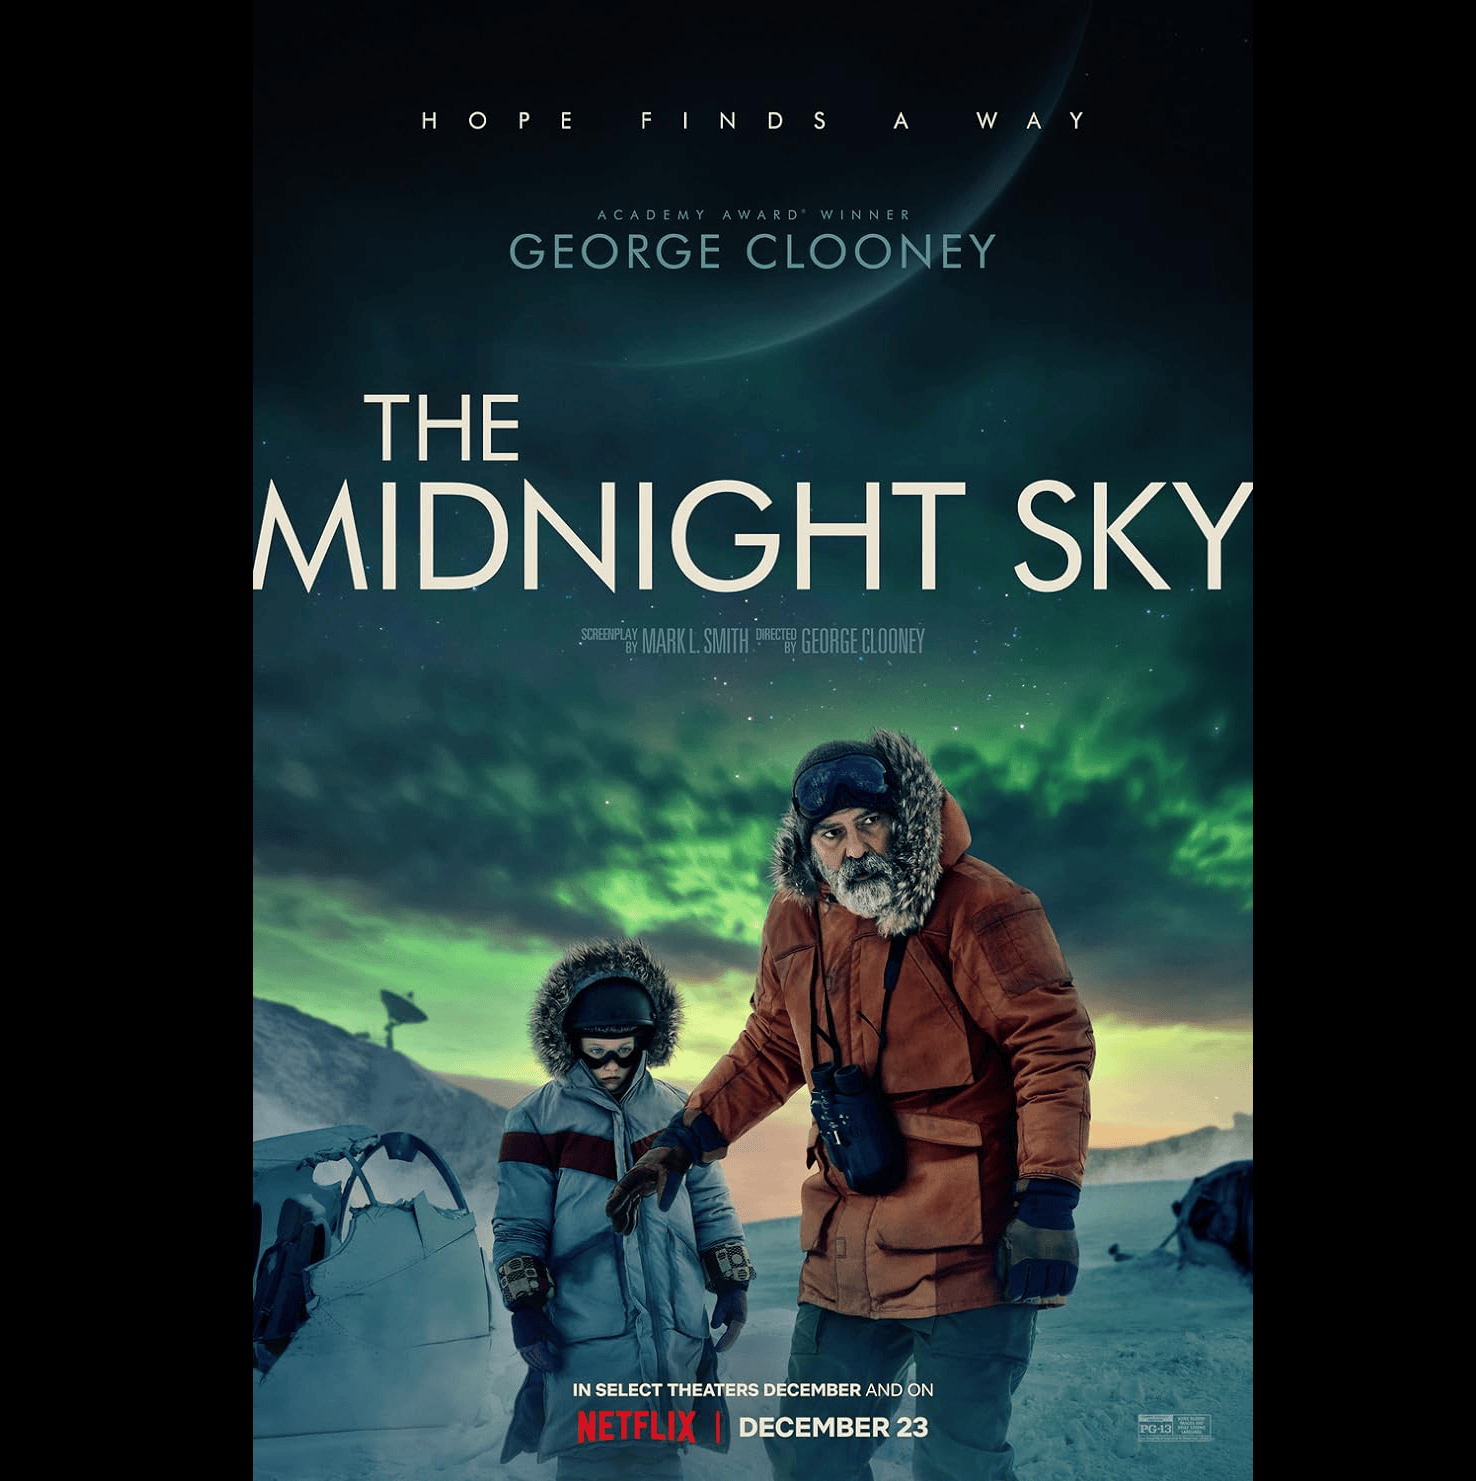 HOPE FINDS A WAY
ACADEMY AWARD® WINNER
GEORGE CLOONEY
THE
MIDNIGHT SKY
SCREENPLAY BY MARK L. SMITH DIRECTED BY GEORGE CLOONEY
IN SELECT THEATERS DECEMBER AND ON
NETFLIX | DECEMBER 23
PG-13